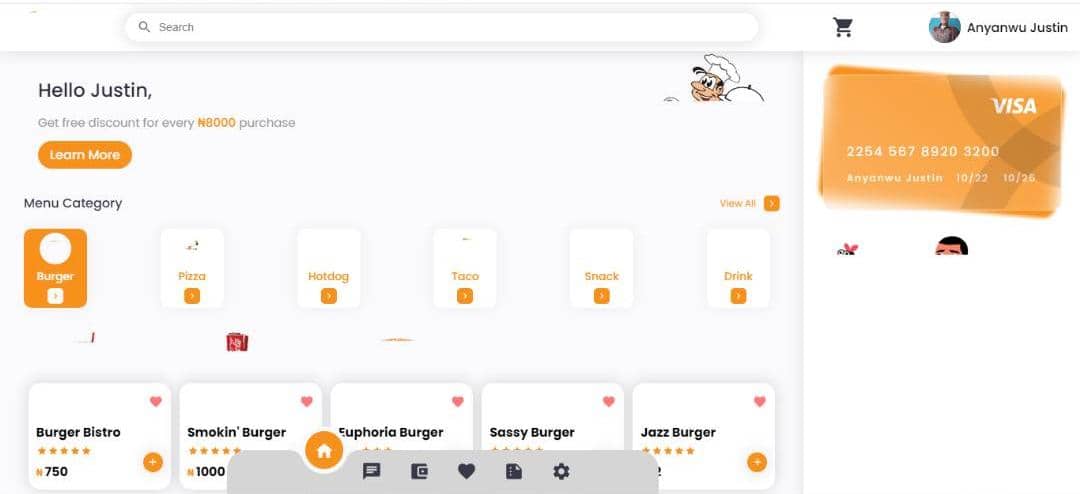 Search
Anyanwu Justin
Hello Justin,
Get free discount for every ₦8000 purchase
Learn More
VISA
2254 567 8920 3200
Anyanwu Justin 10/22 10/26
Menu Category
View All
Burger
Pizza
Hotdog
Taco
Snack
Drink
Burger Bistro
Smokin' Burger
Euphoria Burger
Sassy Burger
Jazz Burger
₦ 750
₦ 1000